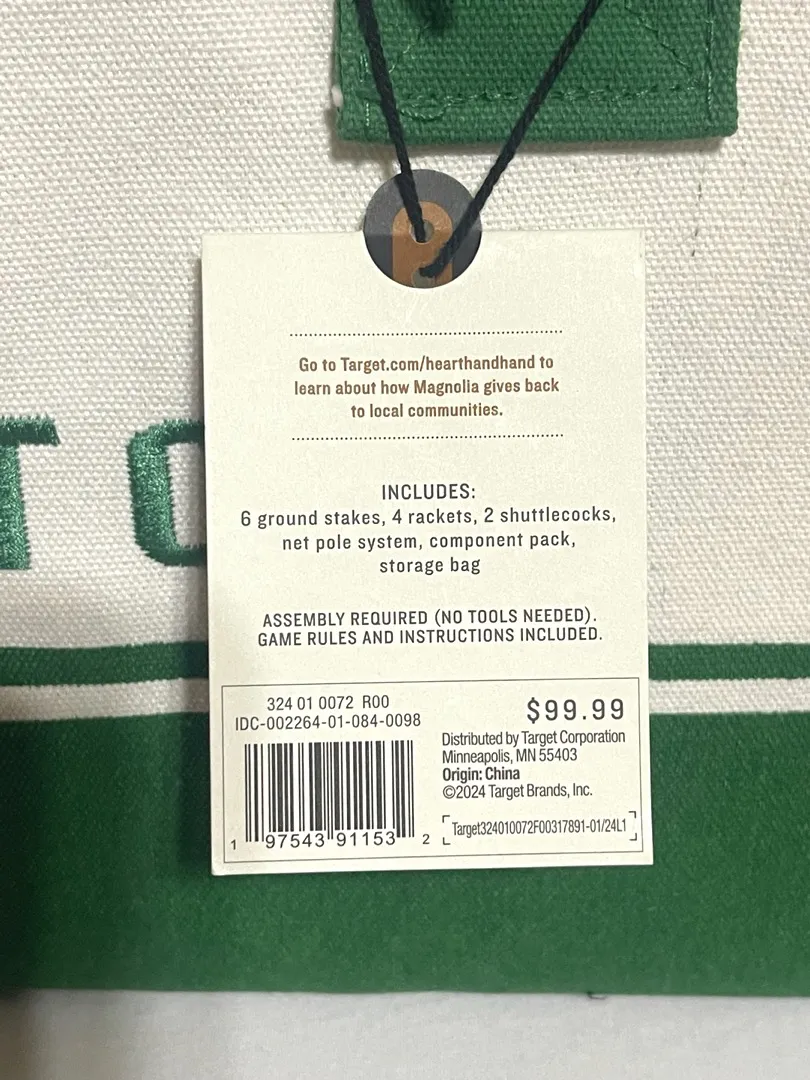 Go to Target.com/hearthandhand to
learn about how Magnolia gives back
to local communities.
TO
INCLUDES:
6 ground stakes, 4 rackets, 2 shuttlecocks,
net pole system, component pack,
storage bag
ASSEMBLY REQUIRED (NO TOOLS NEEDED).
GAME RULES AND INSTRUCTIONS INCLUDED.
324 01 0072 R00
IDC-002264-01-084-0098
1 97543 91153 2
$99.99
Distributed by Target Corporation
Minneapolis, MN 55403
Origin: China
©2024 Target Brands, Inc.
Target324010072F00317891-01/24L1